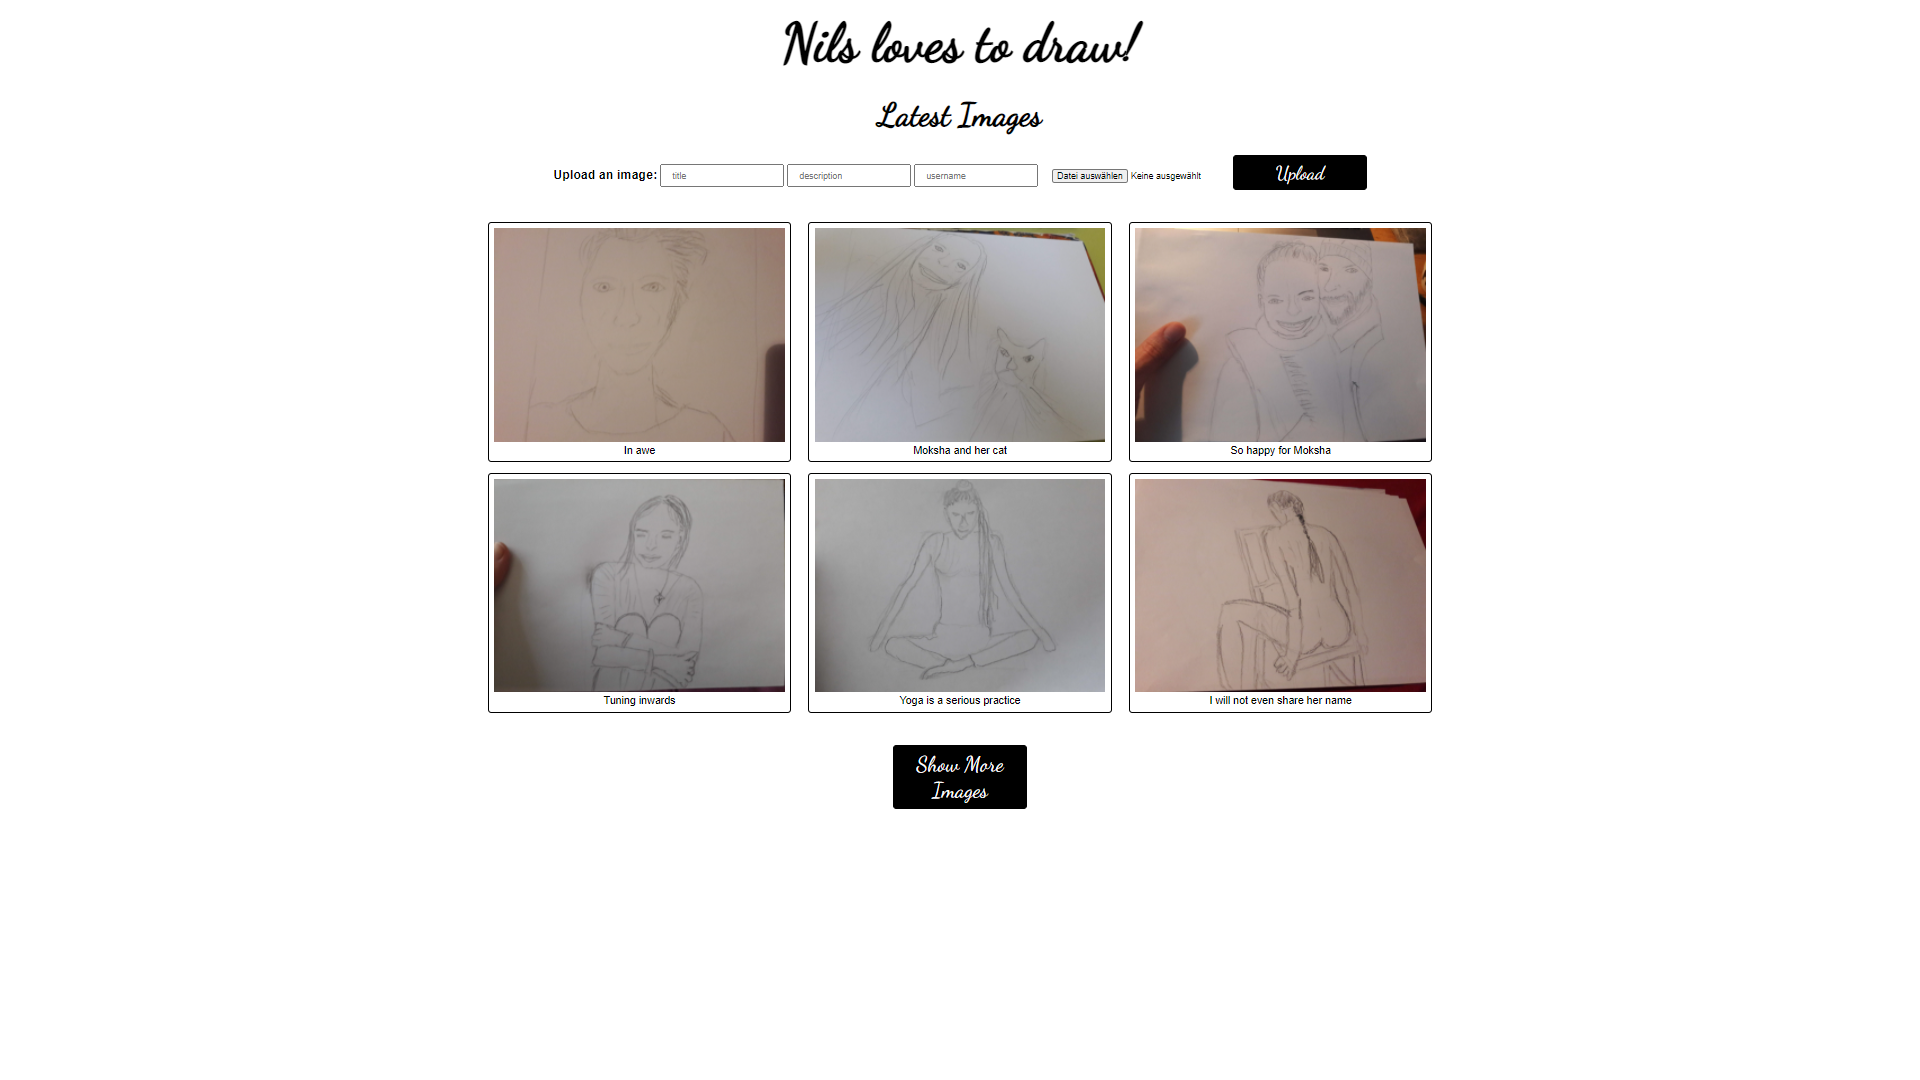 Nils loves to draw!
Latest Images
Upload an image: title description username Datei auswählen Keine ausgewählt Upload
In awe
Moksha and her cat
So happy for Moksha
Tuning inwards
Yoga is a serious practice
I will not even share her name
Show More
Images